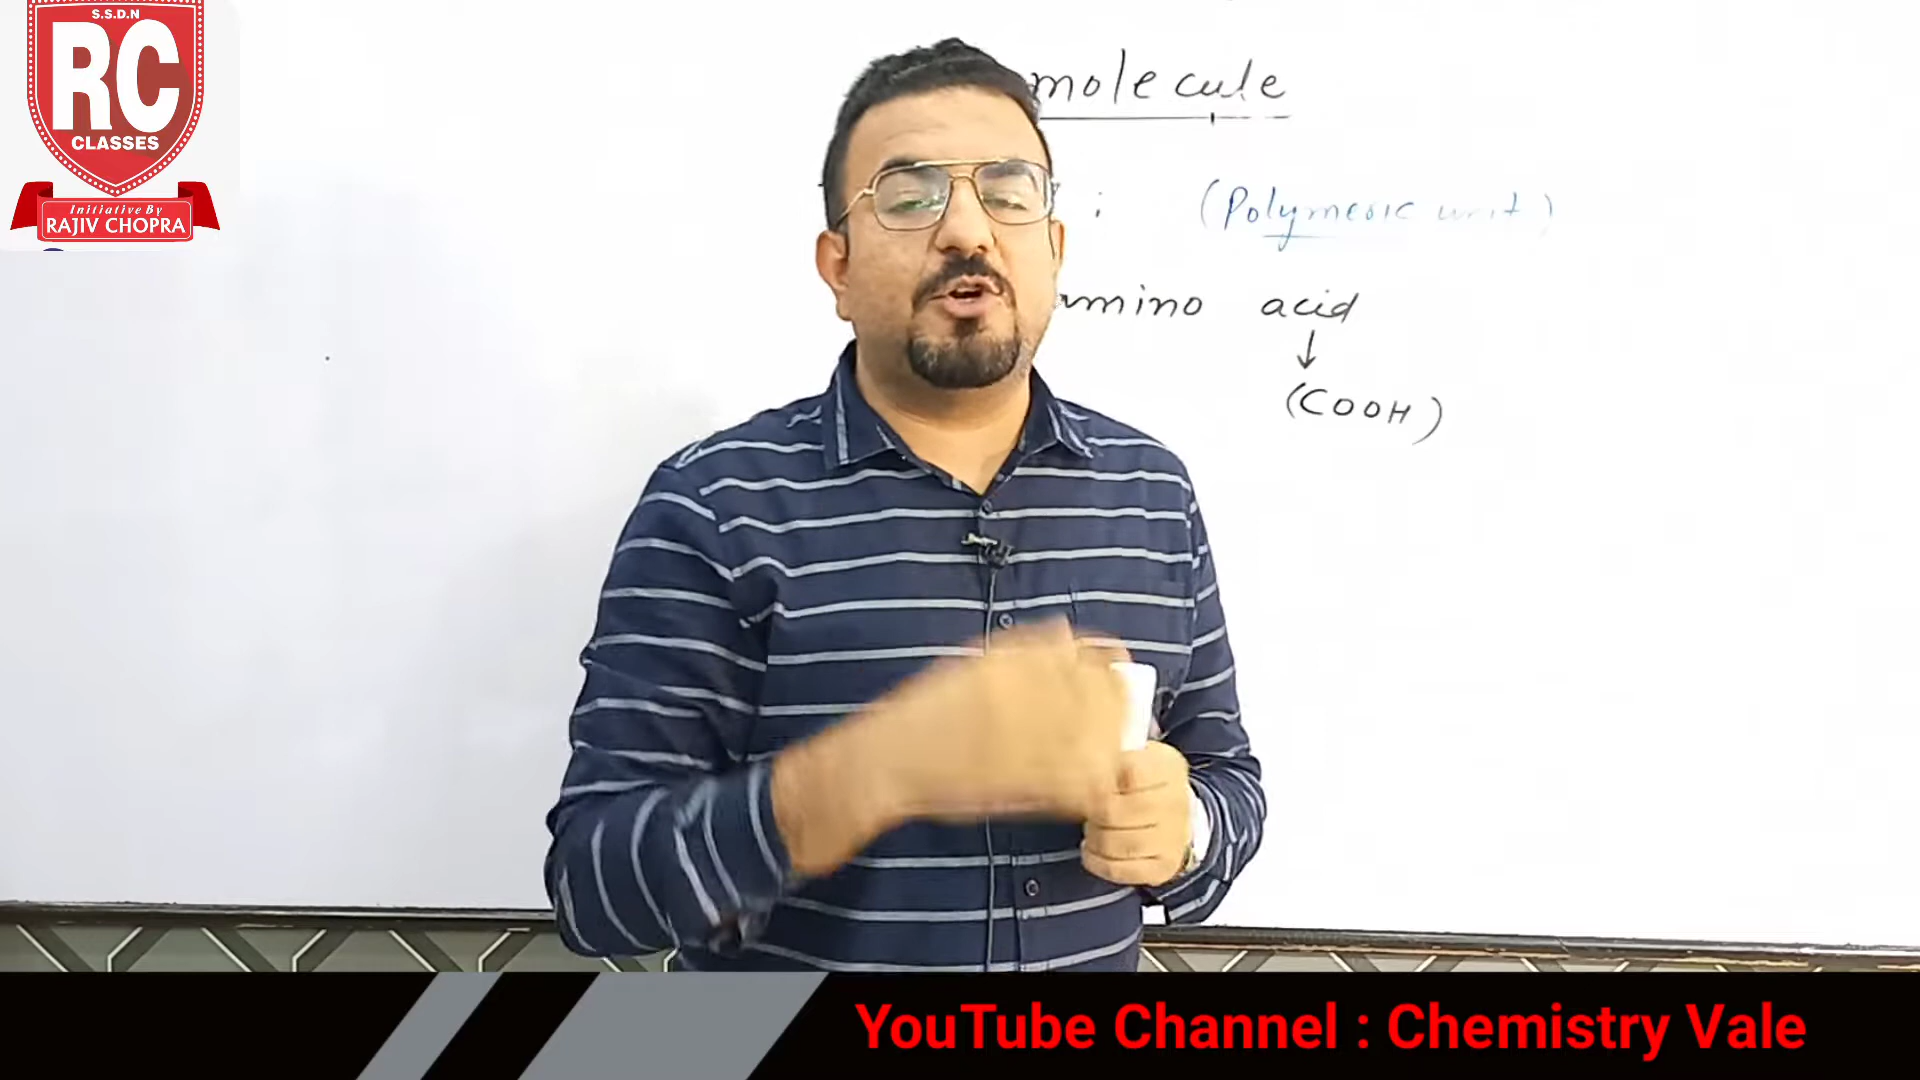 S.S.D.N
RC
CLASSES
Initiative By
RAJIV CHOPRA
molecule
: (Polymeric unit)
amino acid
↓
(COOH)
YouTube Channel : Chemistry Vale